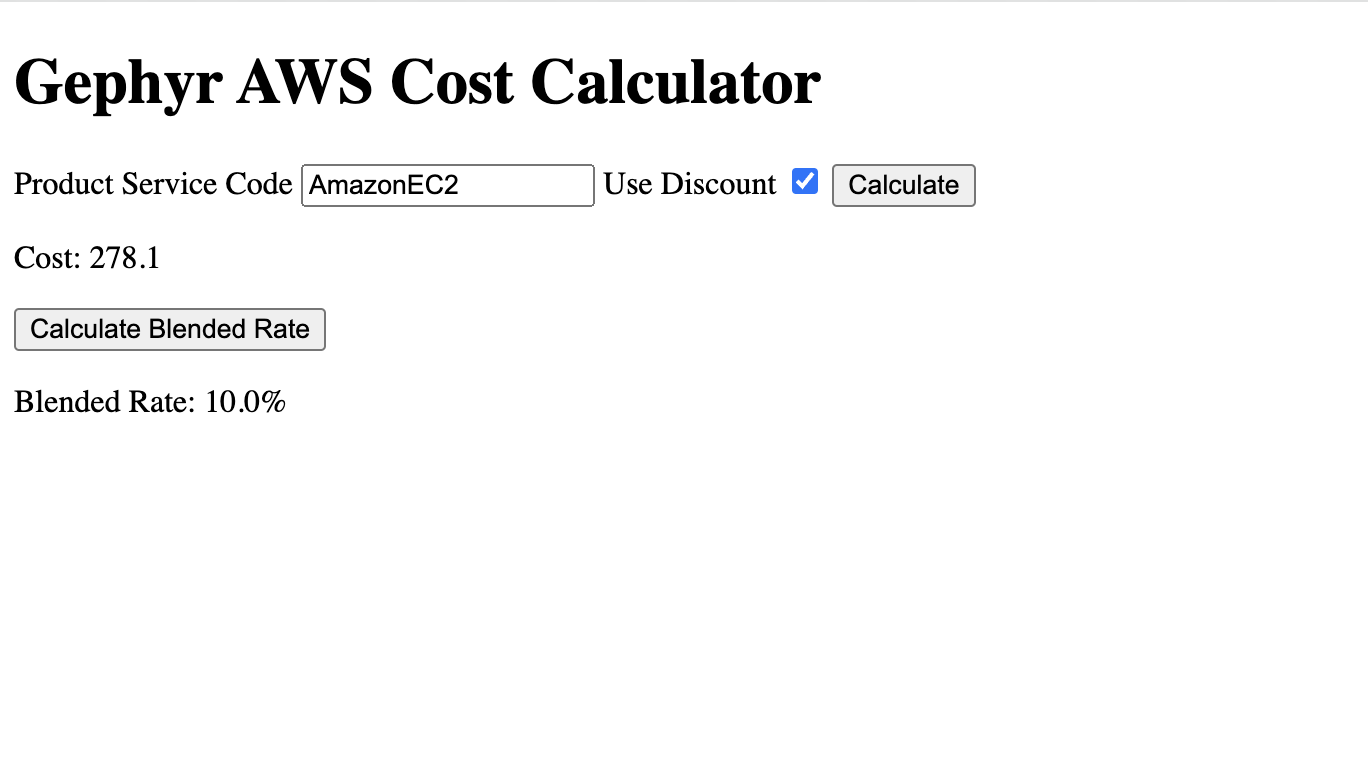 Gephyr AWS Cost Calculator
Product Service Code AmazonEC2 Use Discount Calculate
Cost: 278.1
Calculate Blended Rate
Blended Rate: 10.0%